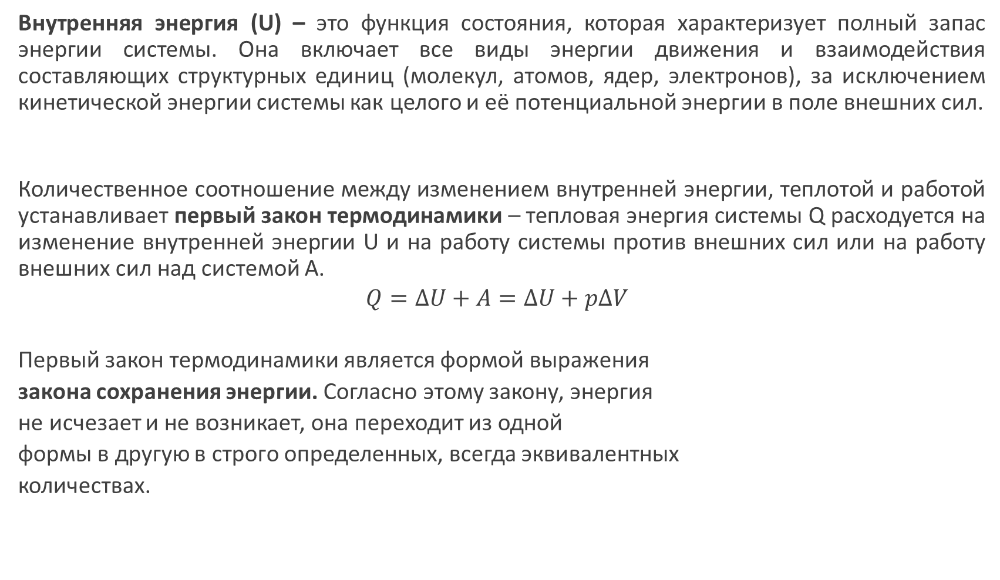 Внутренняя энергия (U) – это функция состояния, которая характеризует полный запас
энергии системы. Она включает все виды энергии движения и взаимодействия
составляющих структурных единиц (молекул, атомов, ядер, электронов), за исключением
кинетической энергии системы как целого и её потенциальной энергии в поле внешних сил.
Количественное соотношение между изменением внутренней энергии, теплотой и работой
устанавливает первый закон термодинамики – тепловая энергия системы Q расходуется на
изменение внутренней энергии U и на работу системы против внешних сил или на работу
внешних сил над системой А.
Q = ΔU + A = ΔU + pΔV
Первый закон термодинамики является формой выражения
закона сохранения энергии. Согласно этому закону, энергия
не исчезает и не возникает, она переходит из одной
формы в другую в строго определенных, всегда эквивалентных
количествах.